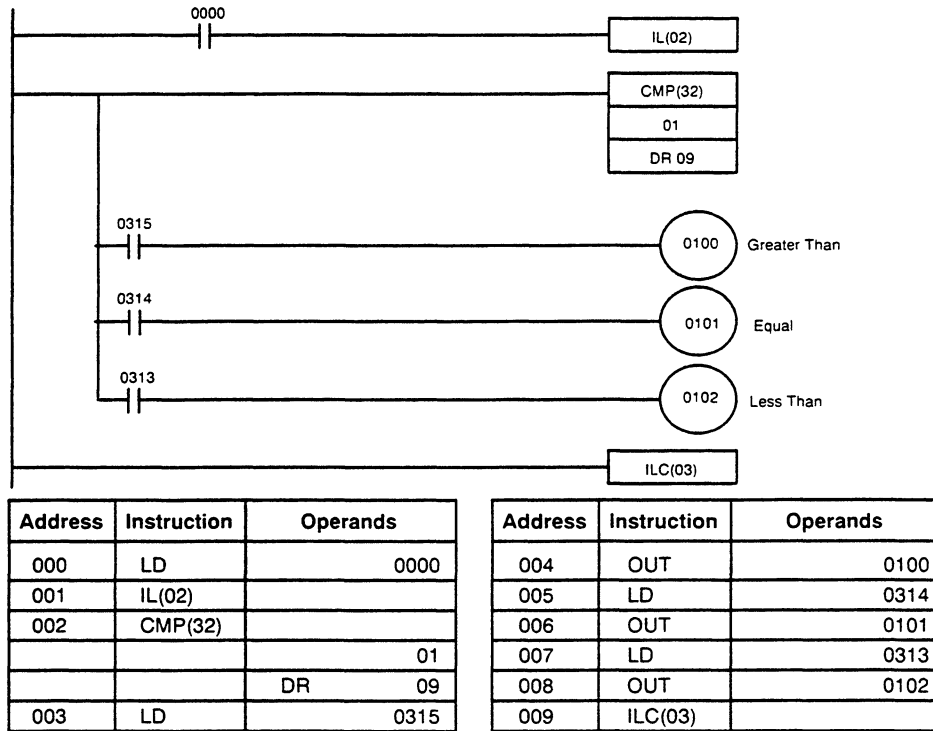 0000
IL(02)
CMP(32)
01
DR 09
0315
0100 Greater Than
0314
0101 Equal
0313
0102 Less Than
ILC(03)
Address Instruction Operands
000 LD 0000
001 IL(02)
002 CMP(32)
01
DR 09
003 LD 0315
Address Instruction Operands
004 OUT 0100
005 LD 0314
006 OUT 0101
007 LD 0313
008 OUT 0102
009 ILC(03)